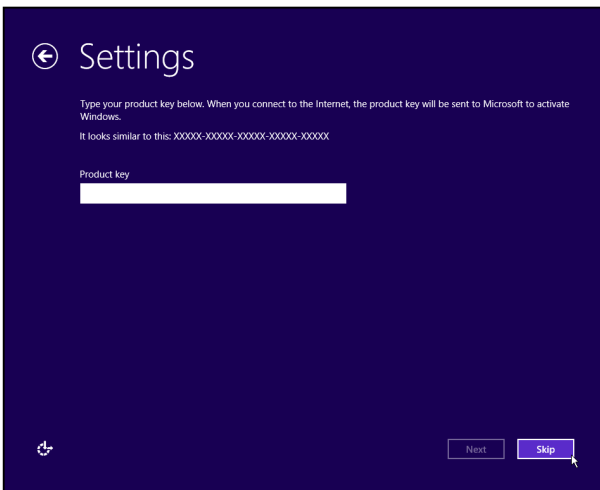 Settings
Type your product key below. When you connect to the Internet, the product key will be sent to Microsoft to activate
Windows.
It looks similar to this: XXXXX-XXXXX-XXXXX-XXXXX-XXXXX
Product key
Next
Skip